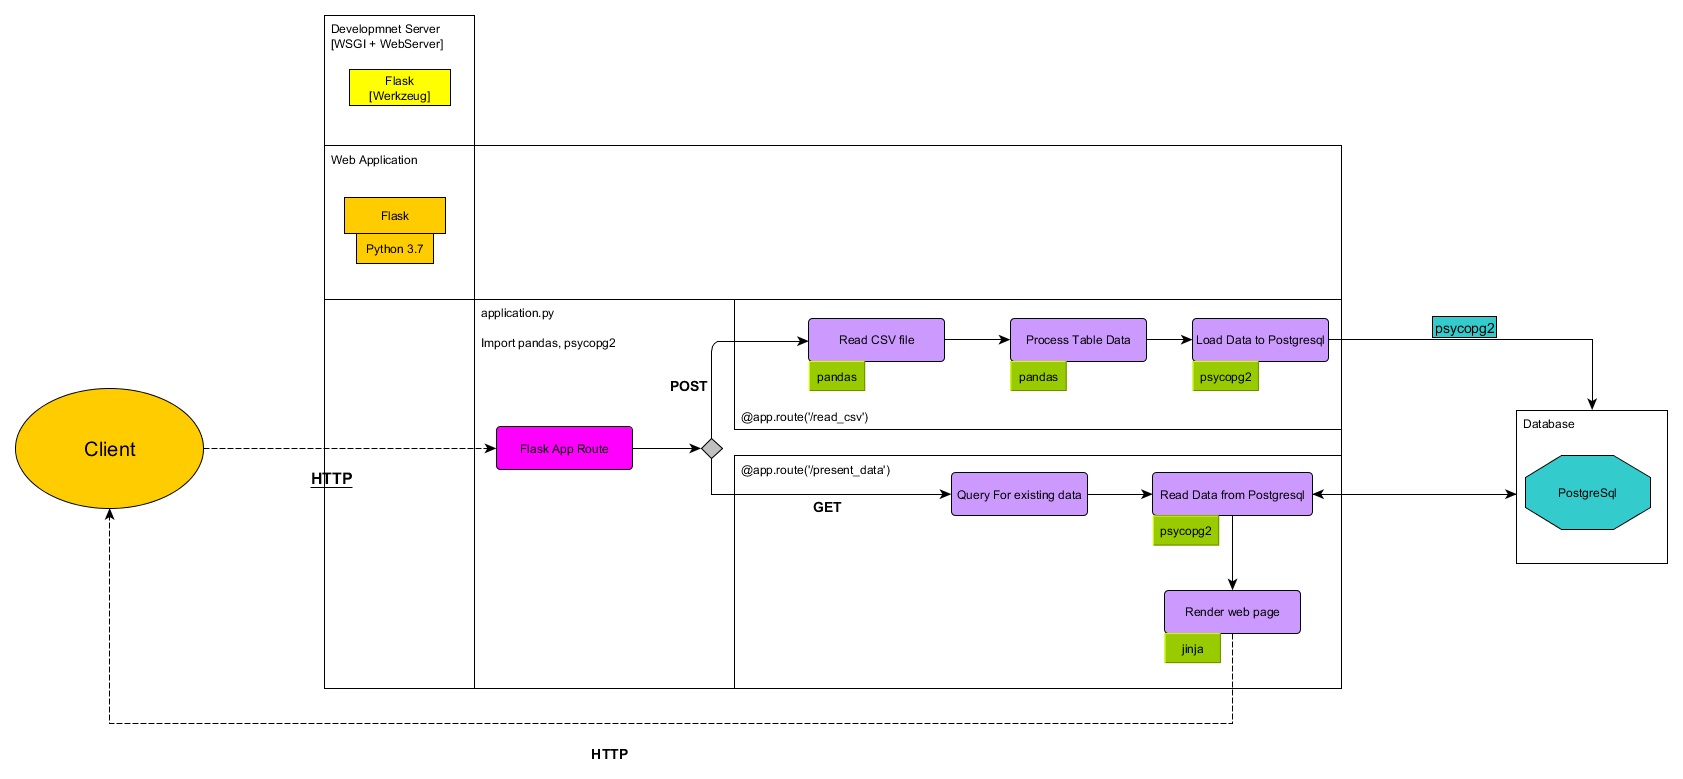 Developmnet Server
[WSGI + WebServer]
Flask
[Werkzeug]
Web Application
Flask
Python 3.7
application.py
Import pandas, psycopg2
Read CSV file
pandas
Process Table Data
pandas
Load Data to Postgresql
psycopg2
psycopg2
POST
@app.route('/read_csv')
Client
HTTP
Flask App Route
@app.route('/present_data')
GET
Query For existing data
Read Data from Postgresql
psycopg2
Database
PostgreSql
Render web page
jinja
HTTP